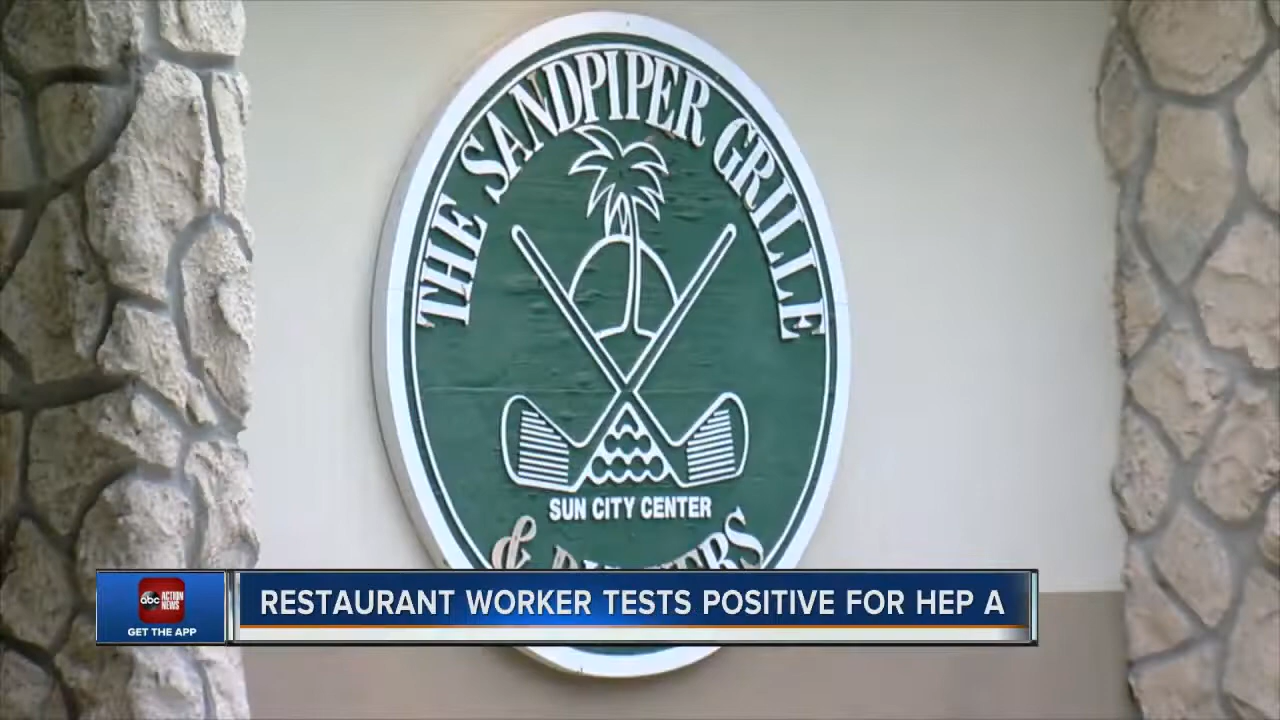 THE SANDPIPER GRILLE
SUN CITY CENTER
&
abc ACTION NEWS
GET THE APP
RESTAURANT WORKER TESTS POSITIVE FOR HEP A